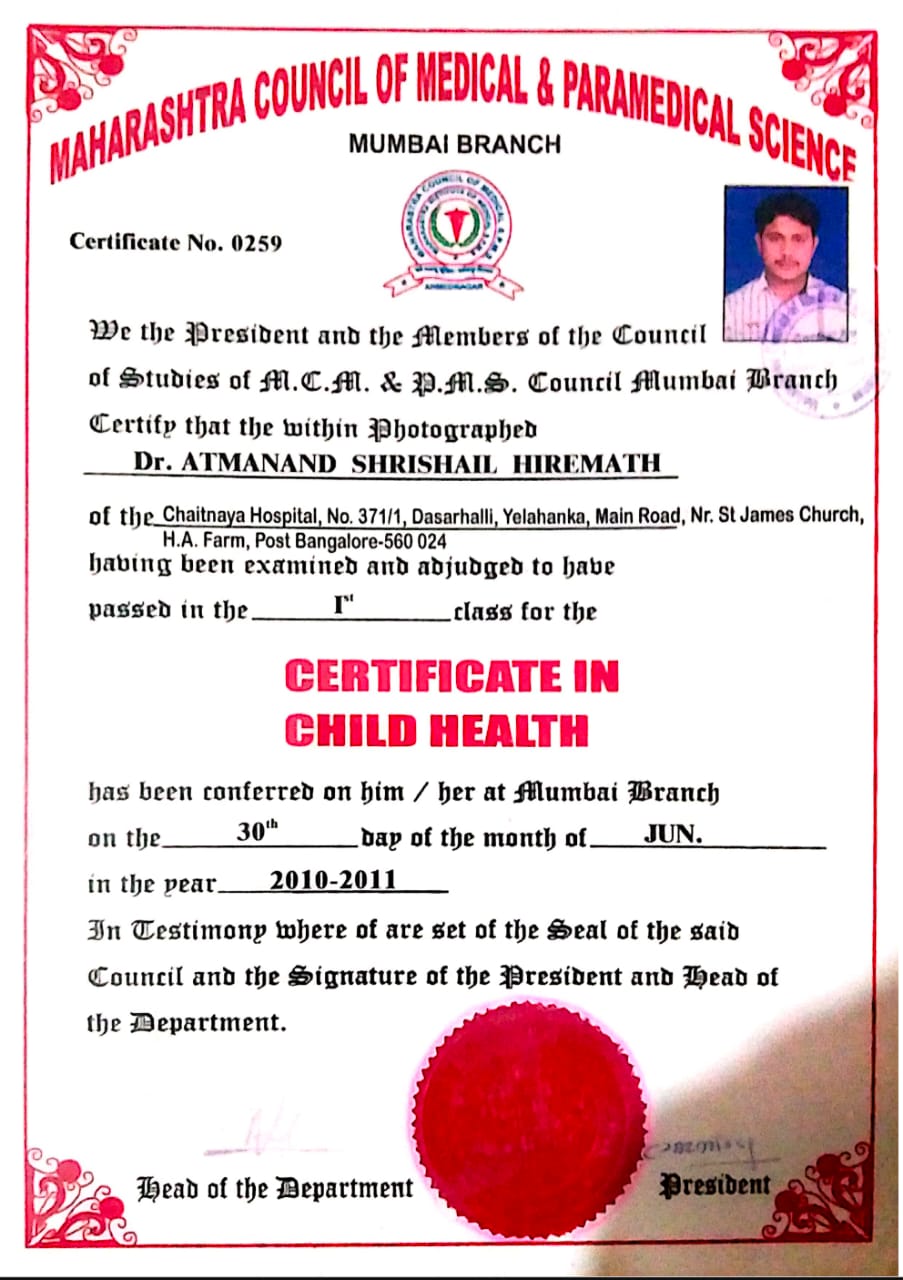 MAHARASHTRA COUNCIL OF MEDICAL & PARAMEDICAL SCIENCE
MUMBAI BRANCH
Certificate No. 0259
AHMEDNAGAR
We the President and the Members of the Council
of Studies of M.C.M. & P.M.S. Council Mumbai Branch
Certify that the within Photographed
Dr. ATMANAND SHRISHAIL HIREMATH
of the Chaitnaya Hospital, No. 371/1, Dasarhalli, Yelahanka, Main Road, Nr. St James Church,
H.A. Farm, Post Bangalore-560 024
having been examined and adjudged to have
passed in the Ist class for the
CERTIFICATE IN
CHILD HEALTH
has been conferred on him / her at Mumbai Branch
on the 30th day of the month of JUN.
in the year 2010-2011
In Testimony where of are set of the Seal of the said
Council and the Signature of the President and Head of
the Department.
Head of the Department
President